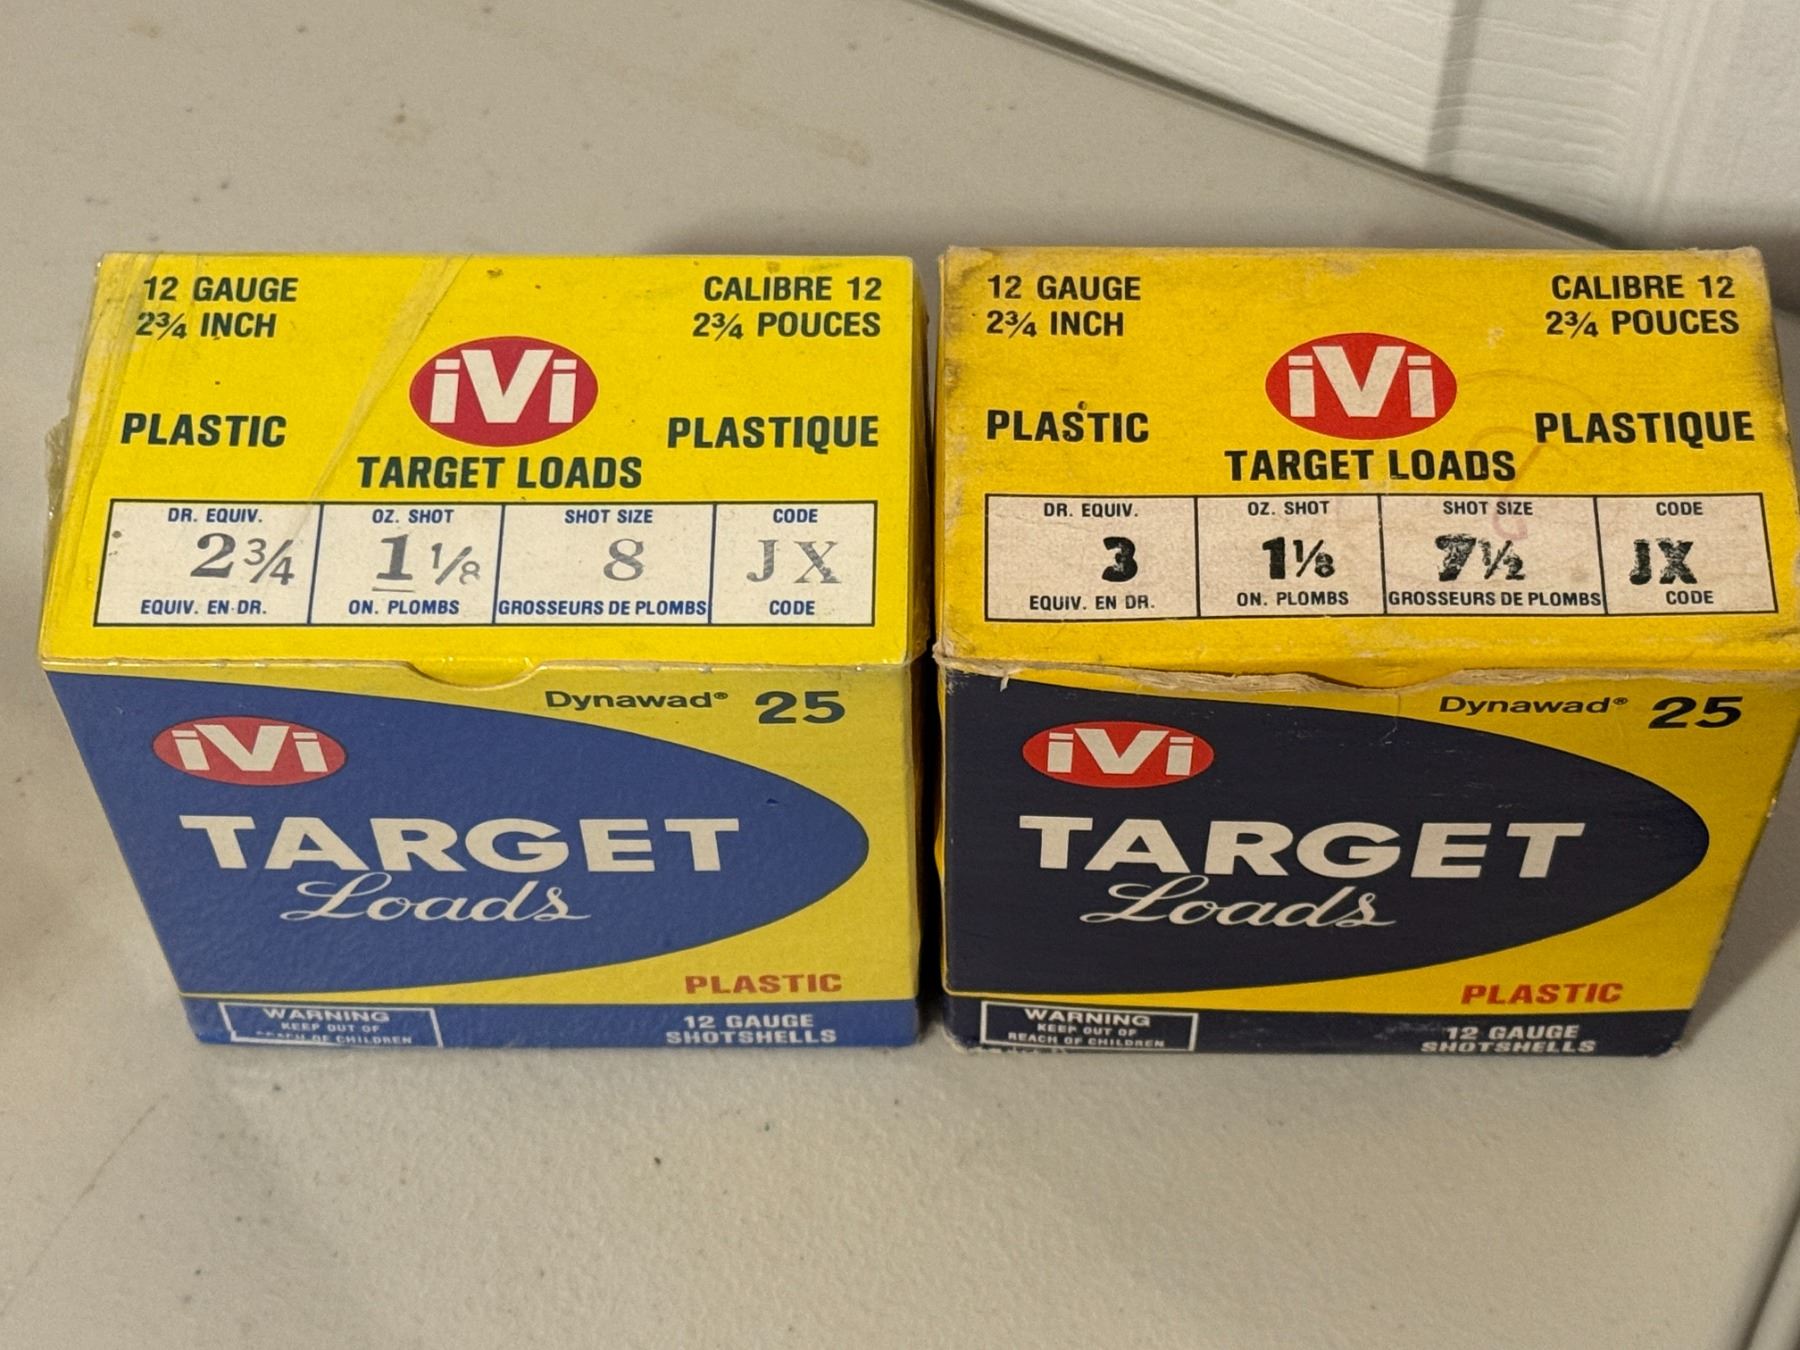 12 GAUGE
2¾ INCH
CALIBRE 12
2¾ POUCES
iVi
PLASTIC
PLASTIQUE
TARGET LOADS
DR. EQUIV. OZ. SHOT SHOT SIZE CODE
2¾ 1 ⅛ 8 JX
EQUIV. EN DR. ON. PLOMBS GROSSEURS DE PLOMBS CODE
Dynawad® 25
iVi
TARGET
Loads
PLASTIC
WARNING
KEEP OUT OF
REACH OF CHILDREN
12 GAUGE
SHOTSHELLS
12 GAUGE
2¾ INCH
CALIBRE 12
2¾ POUCES
iVi
PLASTIC
PLASTIQUE
TARGET LOADS
DR. EQUIV. OZ. SHOT SHOT SIZE CODE
3 1⅛ 7½ JX
EQUIV. EN DR. ON. PLOMBS GROSSEURS DE PLOMBS CODE
Dynawad® 25
iVi
TARGET
Loads
PLASTIC
WARNING
KEEP OUT OF
REACH OF CHILDREN
12 GAUGE
SHOTSHELLS